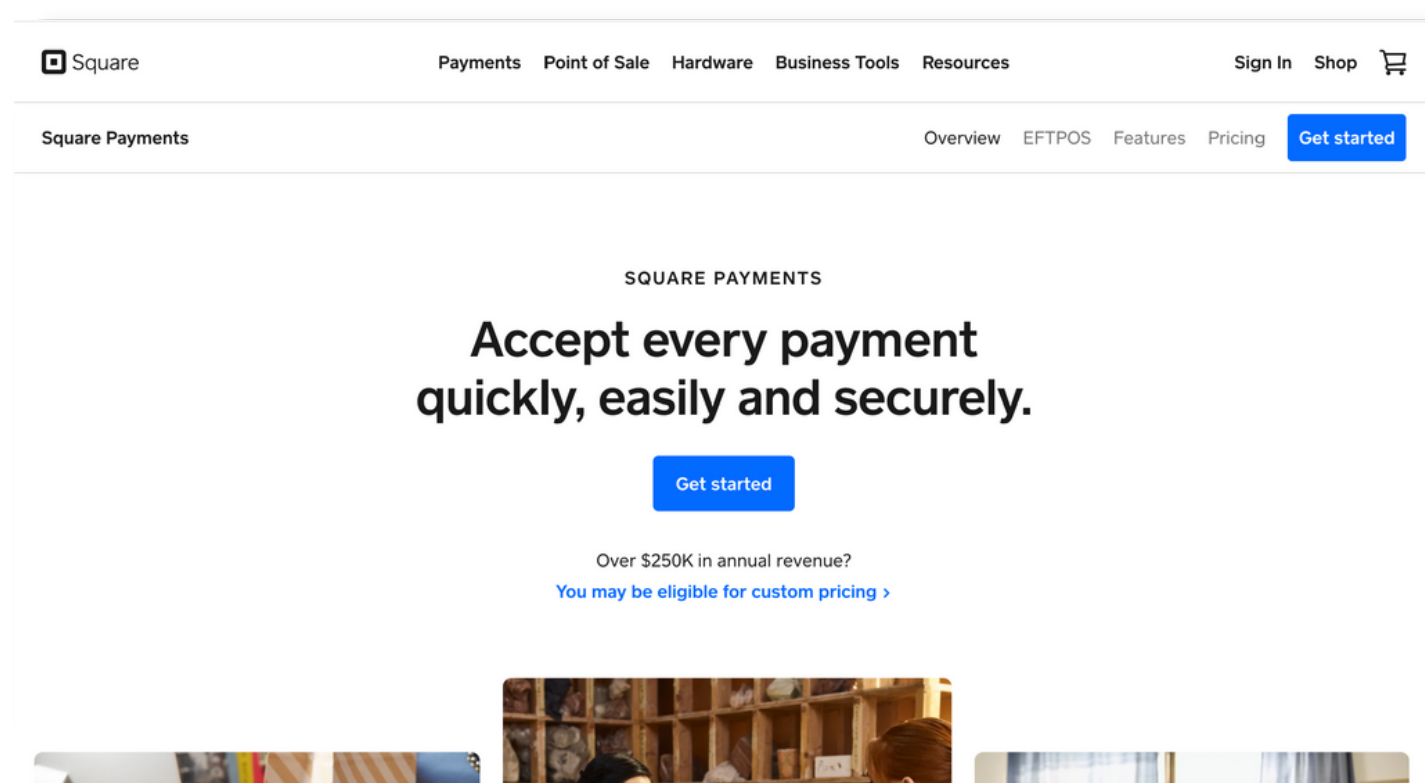 Square
Payments Point of Sale Hardware Business Tools Resources
Sign In Shop
Square Payments
Overview EFTPOS Features Pricing Get started
SQUARE PAYMENTS
Accept every payment
quickly, easily and securely.
Get started
Over $250K in annual revenue?
You may be eligible for custom pricing >